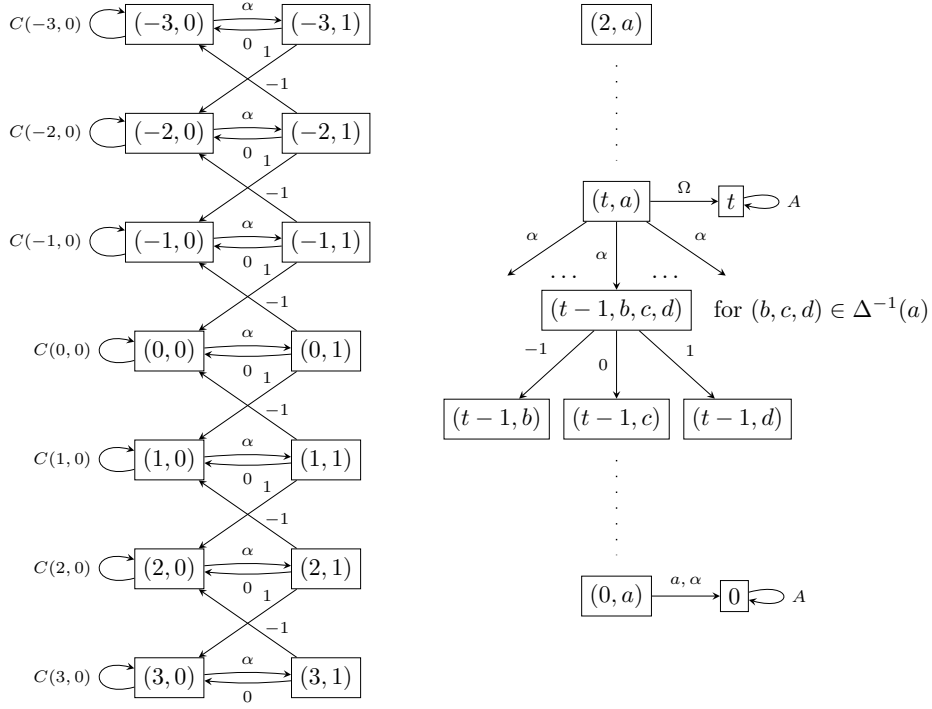 C(−3, 0) (−3, 0) α (−3, 1)
0
1
−1
C(−2, 0) (−2, 0) α (−2, 1)
0
1
−1
C(−1, 0) (−1, 0) α (−1, 1)
0
1
−1
C(0, 0) (0, 0) α (0, 1)
0
1
−1
C(1, 0) (1, 0) α (1, 1)
0
1
−1
C(2, 0) (2, 0) α (2, 1)
0
1
−1
C(3, 0) (3, 0) α (3, 1)
0
(2, a)
(t, a) Ω t A
α α α
... ...
(t − 1, b, c, d) for (b, c, d) ∈ Δ⁻¹(a)
−1 0 1
(t − 1, b) (t − 1, c) (t − 1, d)
(0, a) a, α 0 A